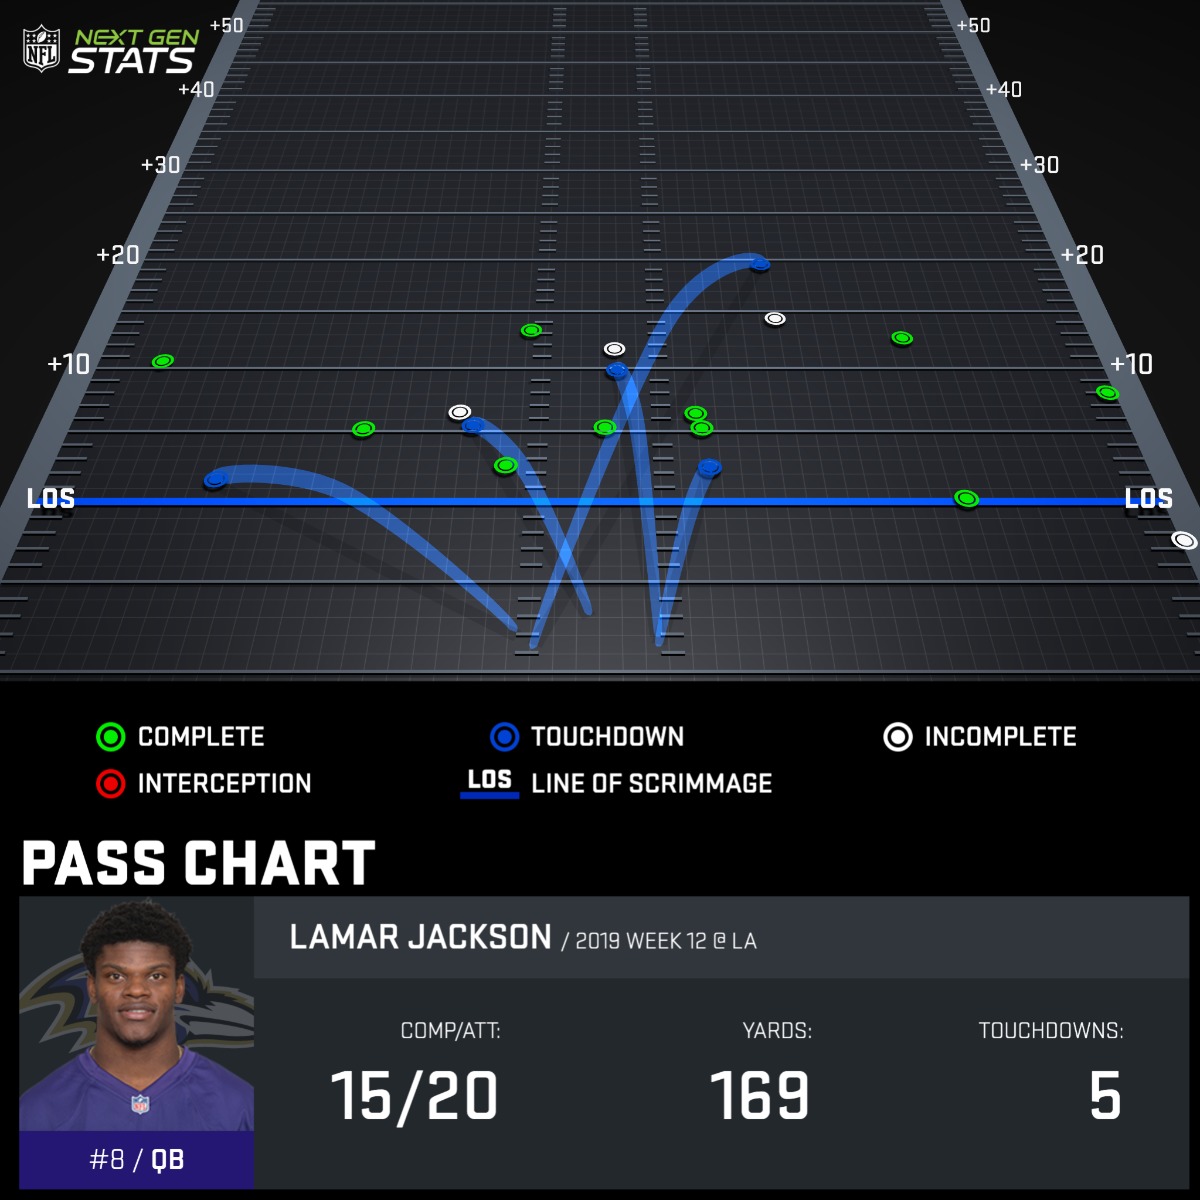 NFL NEXT GEN
STATS
+50 +50
+40 +40
+30 +30
+20 +20
+10 +10
LOS LOS
COMPLETE TOUCHDOWN INCOMPLETE
INTERCEPTION LOS LINE OF SCRIMMAGE
PASS CHART
LAMAR JACKSON / 2019 WEEK 12 @ LA
COMP/ATT: YARDS: TOUCHDOWNS:
15/20 169 5
#8 / QB